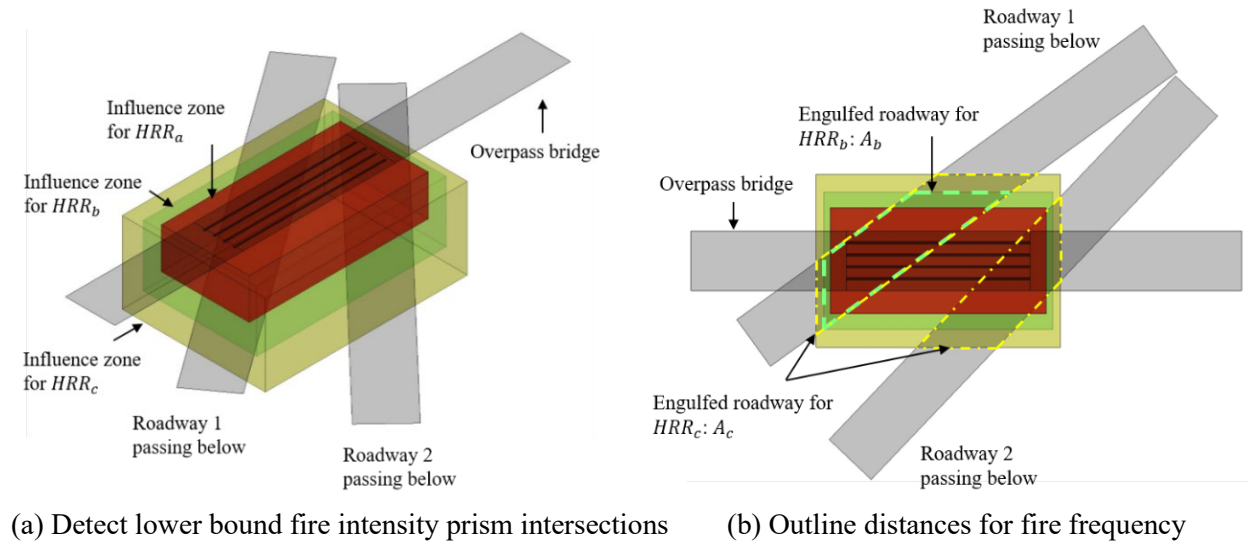 Influence zone
for HRR_a
Influence zone
for HRR_b
Influence zone
for HRR_c
Overpass bridge
Roadway 1
passing below
Roadway 2
passing below
(a) Detect lower bound fire intensity prism intersections
Roadway 1
passing below
Engulfed roadway for
HRR_b: A_b
Overpass bridge
Engulfed roadway for
HRR_c: A_c
Roadway 2
passing below
(b) Outline distances for fire frequency